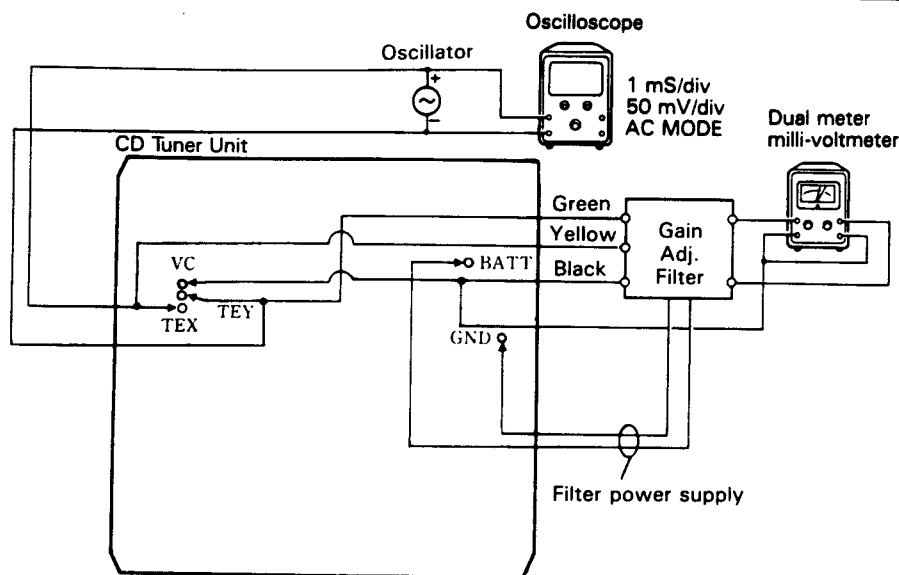 Oscilloscope
Oscillator
+
−
1 mS/div
50 mV/div
AC MODE
Dual meter
milli-voltmeter
CD Tuner Unit
Green
Yellow
Black
Gain
Adj.
Filter
BATT
VC
TEY
TEX
GND
Filter power supply